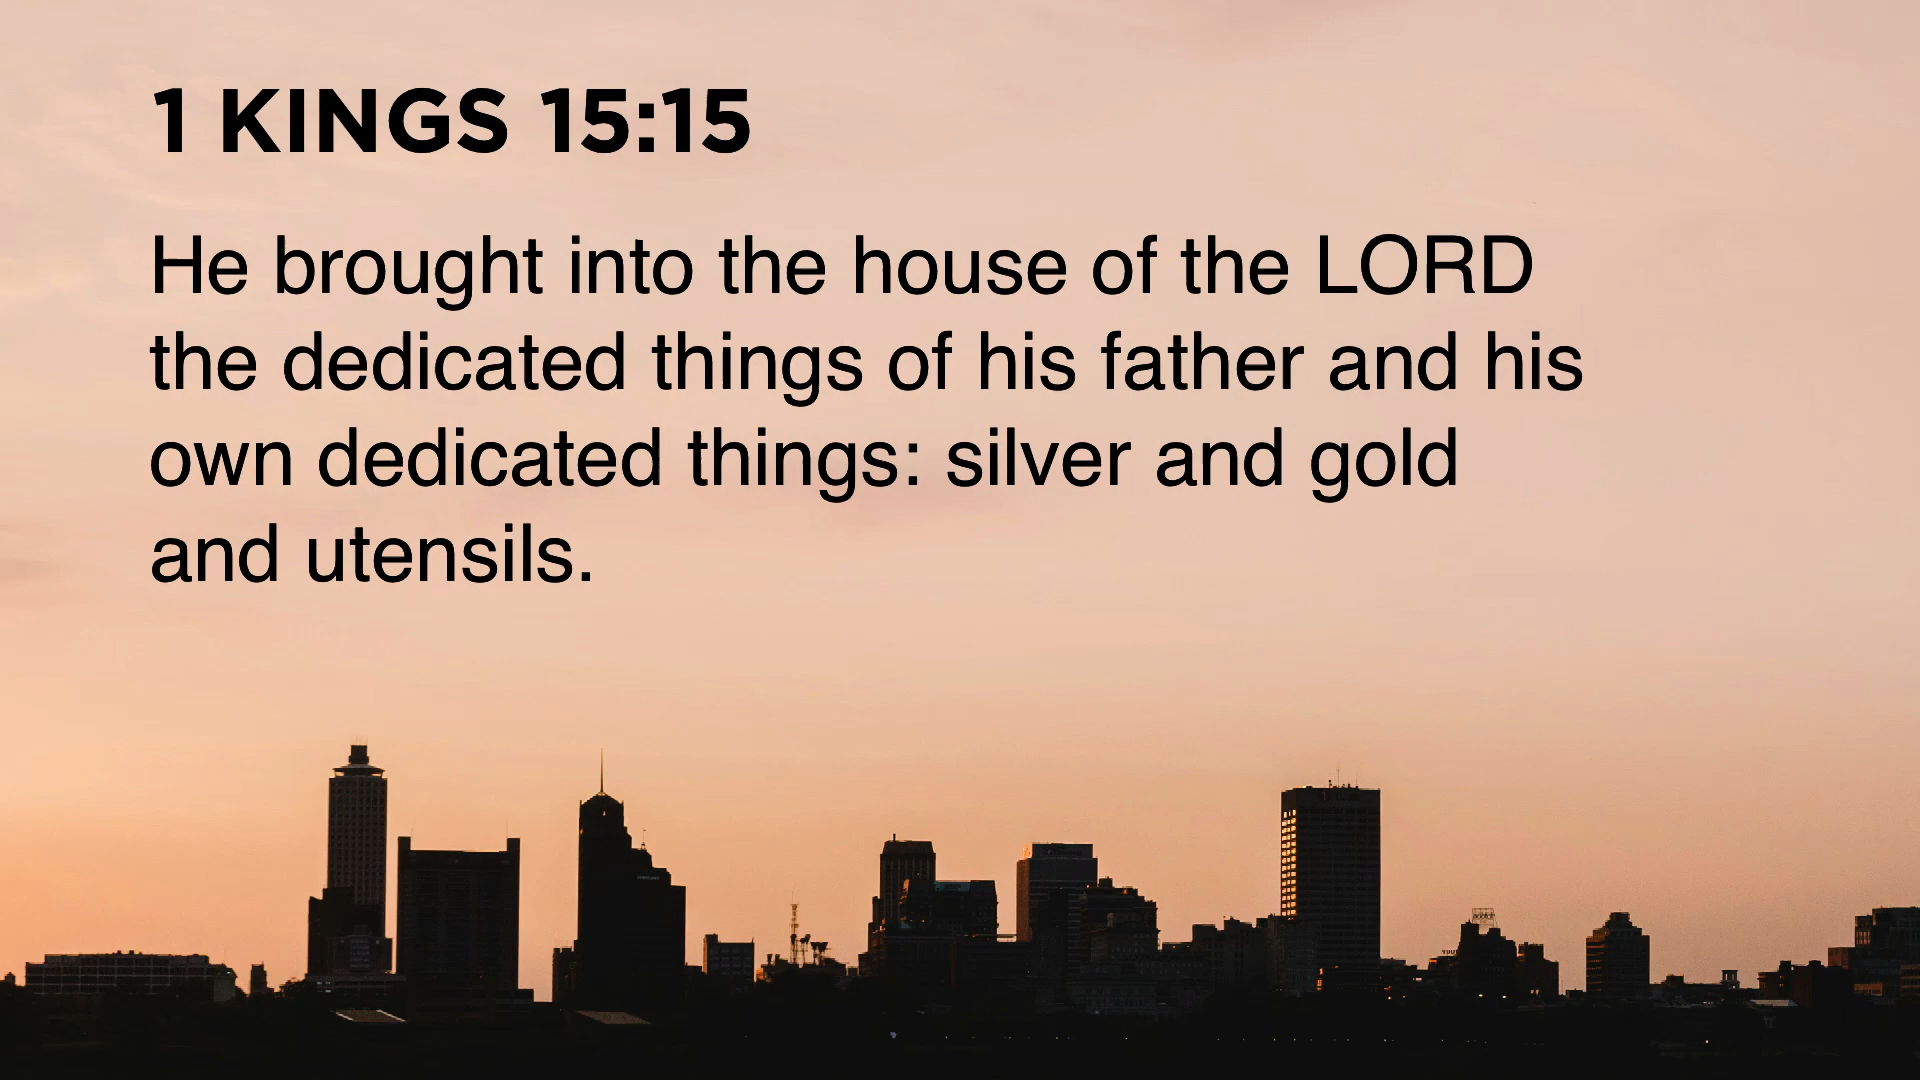 1 KINGS 15:15
He brought into the house of the LORD
the dedicated things of his father and his
own dedicated things: silver and gold
and utensils.